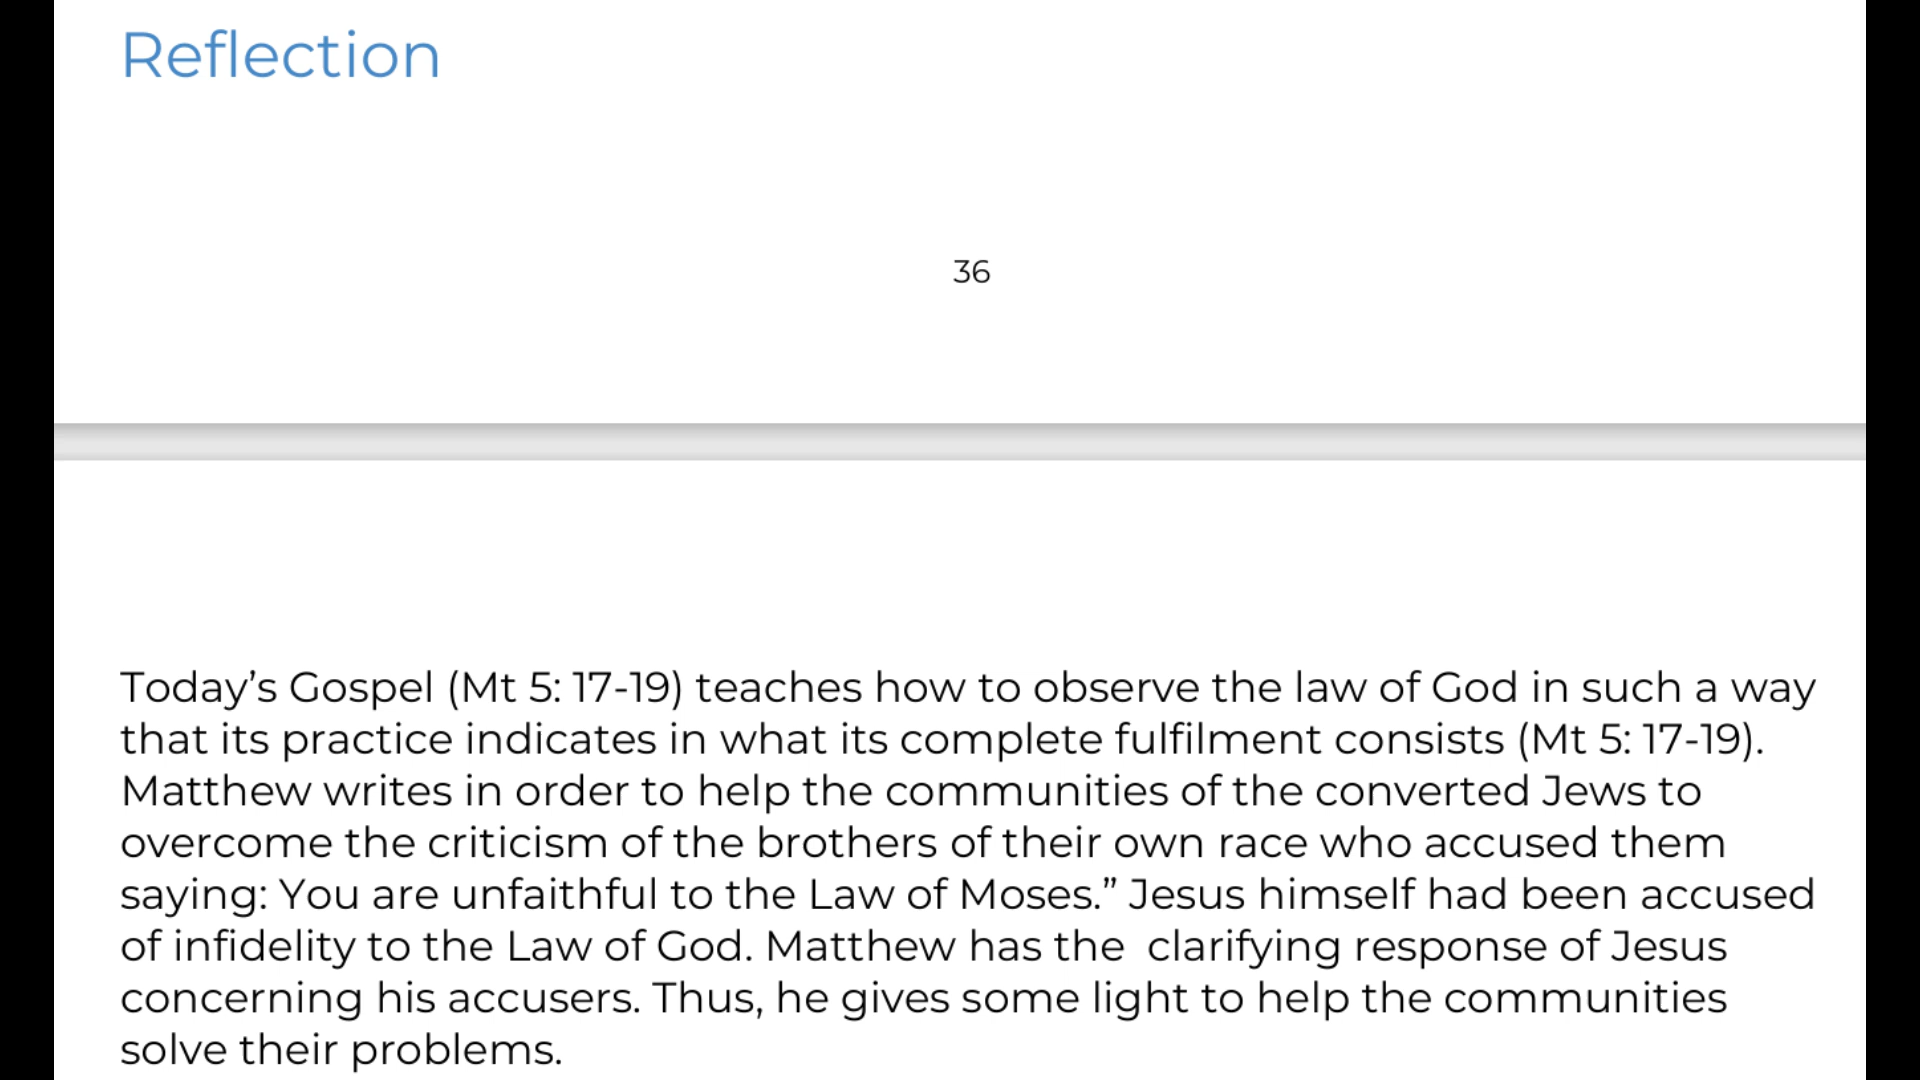 Reflection
36
Today’s Gospel (Mt 5: 17-19) teaches how to observe the law of God in such a way
that its practice indicates in what its complete fulfilment consists (Mt 5: 17-19).
Matthew writes in order to help the communities of the converted Jews to
overcome the criticism of the brothers of their own race who accused them
saying: You are unfaithful to the Law of Moses.” Jesus himself had been accused
of infidelity to the Law of God. Matthew has the  clarifying response of Jesus
concerning his accusers. Thus, he gives some light to help the communities
solve their problems.